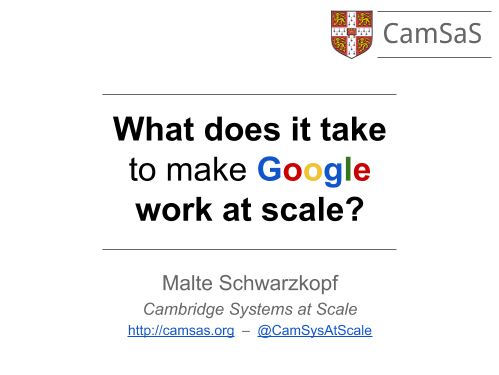 CamSaS
What does it take
to make Google
work at scale?
Malte Schwarzkopf
Cambridge Systems at Scale
http://camsas.org – @CamSysAtScale